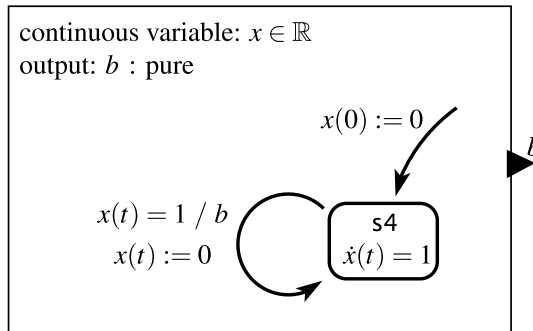 continuous variable: x ∈ ℝ
output: b : pure
x(0) := 0
b
x(t) = 1 / b
x(t) := 0
s4
ẋ(t) = 1